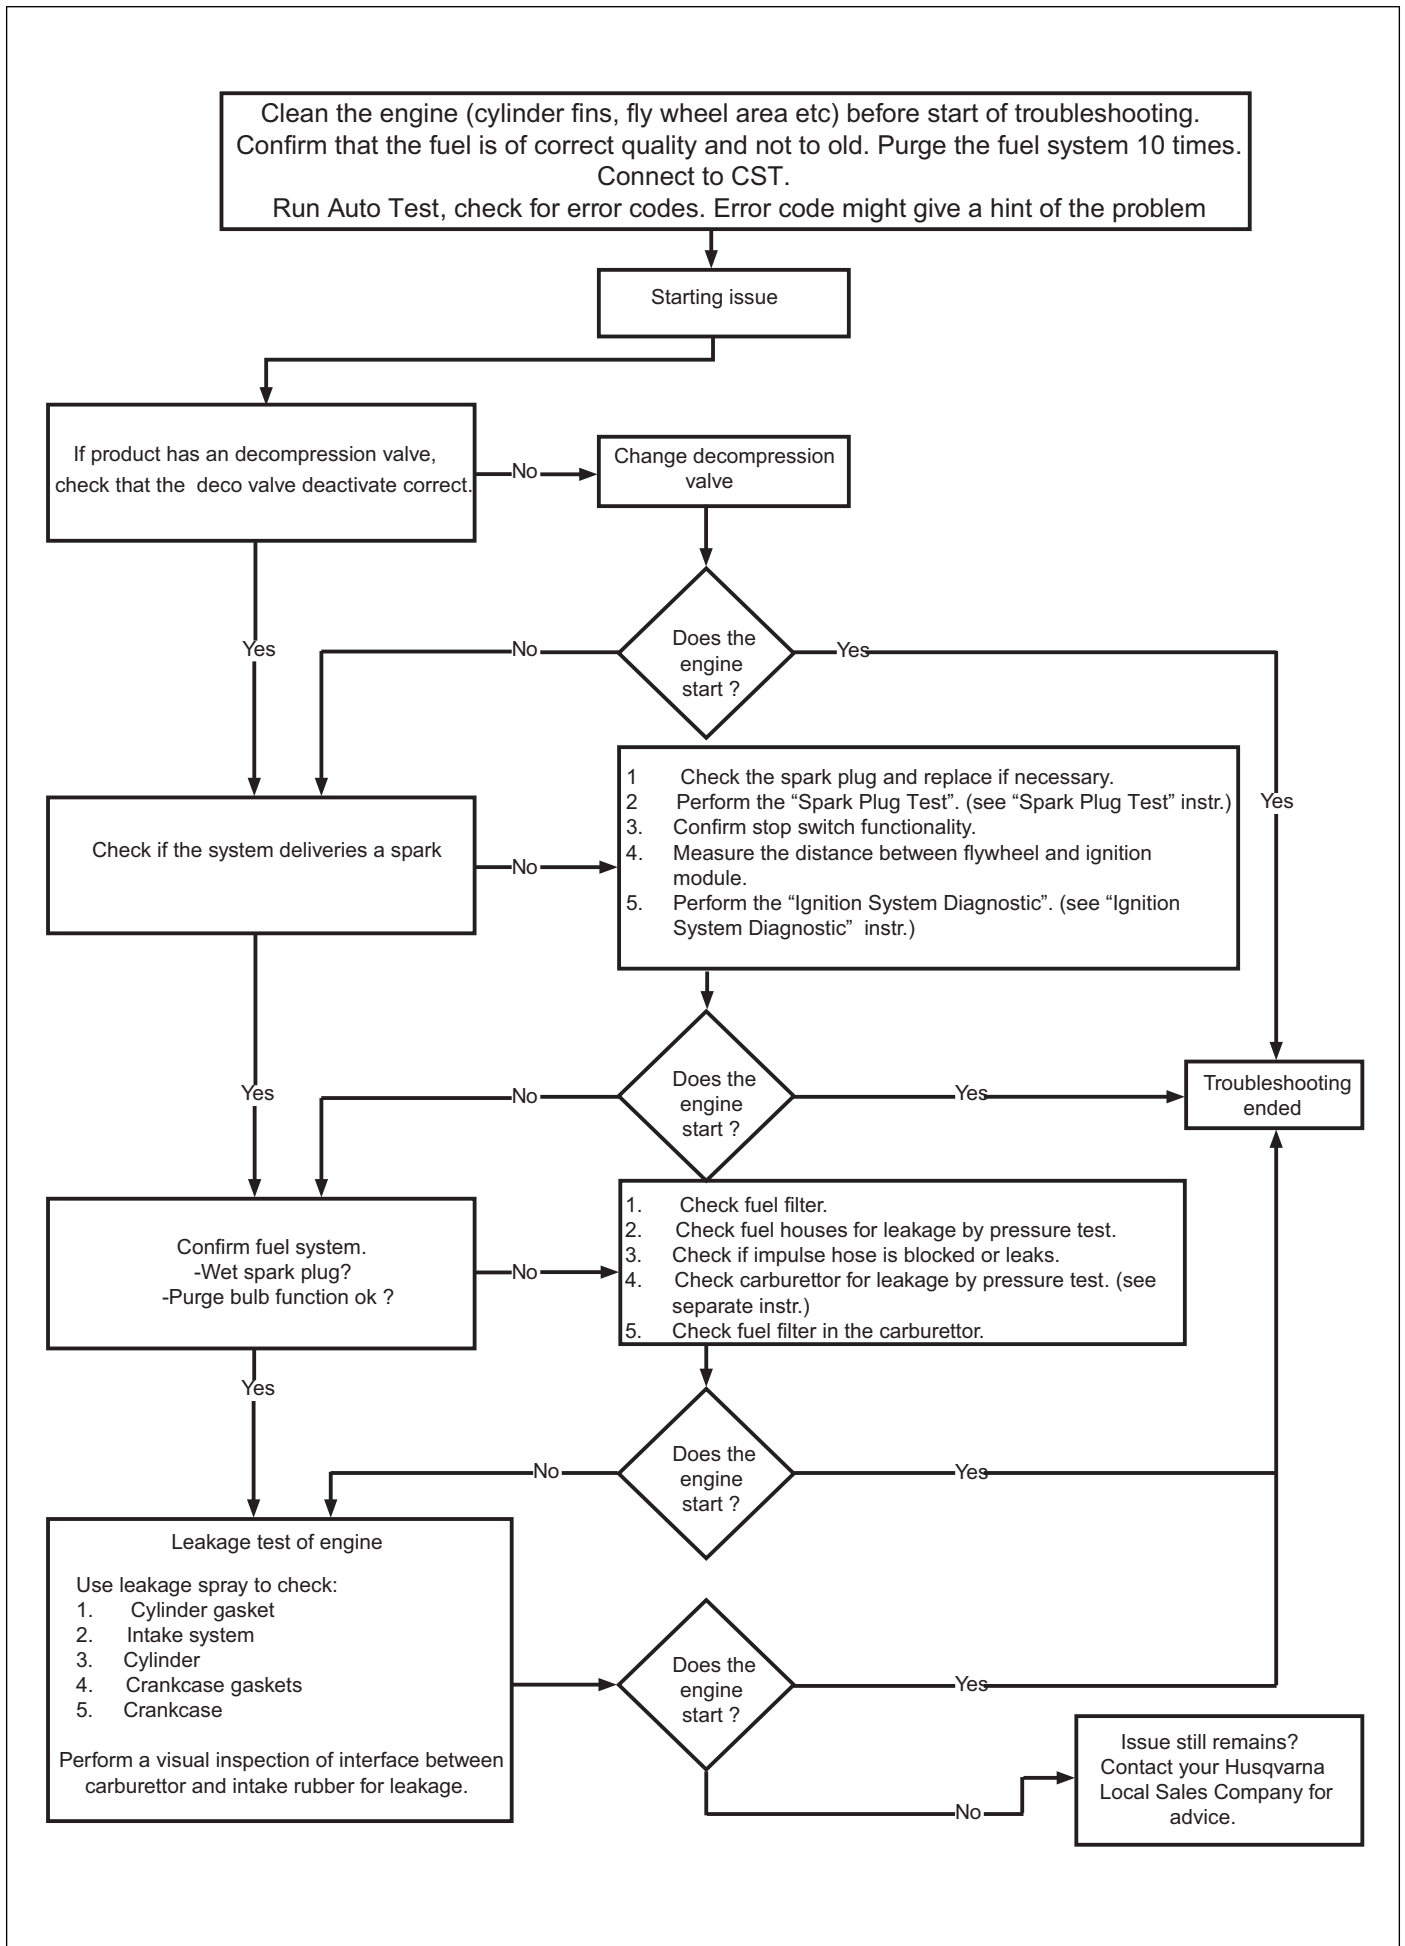 Clean the engine (cylinder fins, fly wheel area etc) before start of troubleshooting.
Confirm that the fuel is of correct quality and not to old. Purge the fuel system 10 times.
Connect to CST.
Run Auto Test, check for error codes. Error code might give a hint of the problem
Starting issue
If product has an decompression valve,
check that the deco valve deactivate correct.
No
Change decompression
valve
Yes
No
Does the
engine
start ?
Yes
Yes
Check if the system deliveries a spark
No
1 Check the spark plug and replace if necessary.
2 Perform the “Spark Plug Test”. (see “Spark Plug Test” instr.)
3. Confirm stop switch functionality.
4. Measure the distance between flywheel and ignition
module.
5. Perform the “Ignition System Diagnostic”. (see “Ignition
System Diagnostic” instr.)
Yes
No
Does the
engine
start ?
Yes
Troubleshooting
ended
Confirm fuel system.
-Wet spark plug?
-Purge bulb function ok ?
No
1. Check fuel filter.
2. Check fuel houses for leakage by pressure test.
3. Check if impulse hose is blocked or leaks.
4. Check carburettor for leakage by pressure test. (see
separate instr.)
5. Check fuel filter in the carburettor.
Yes
No
Does the
engine
start ?
Yes
Leakage test of engine
Use leakage spray to check:
1. Cylinder gasket
2. Intake system
3. Cylinder
4. Crankcase gaskets
5. Crankcase
Perform a visual inspection of interface between
carburettor and intake rubber for leakage.
Does the
engine
start ?
Yes
No
Issue still remains?
Contact your Husqvarna
Local Sales Company for
advice.